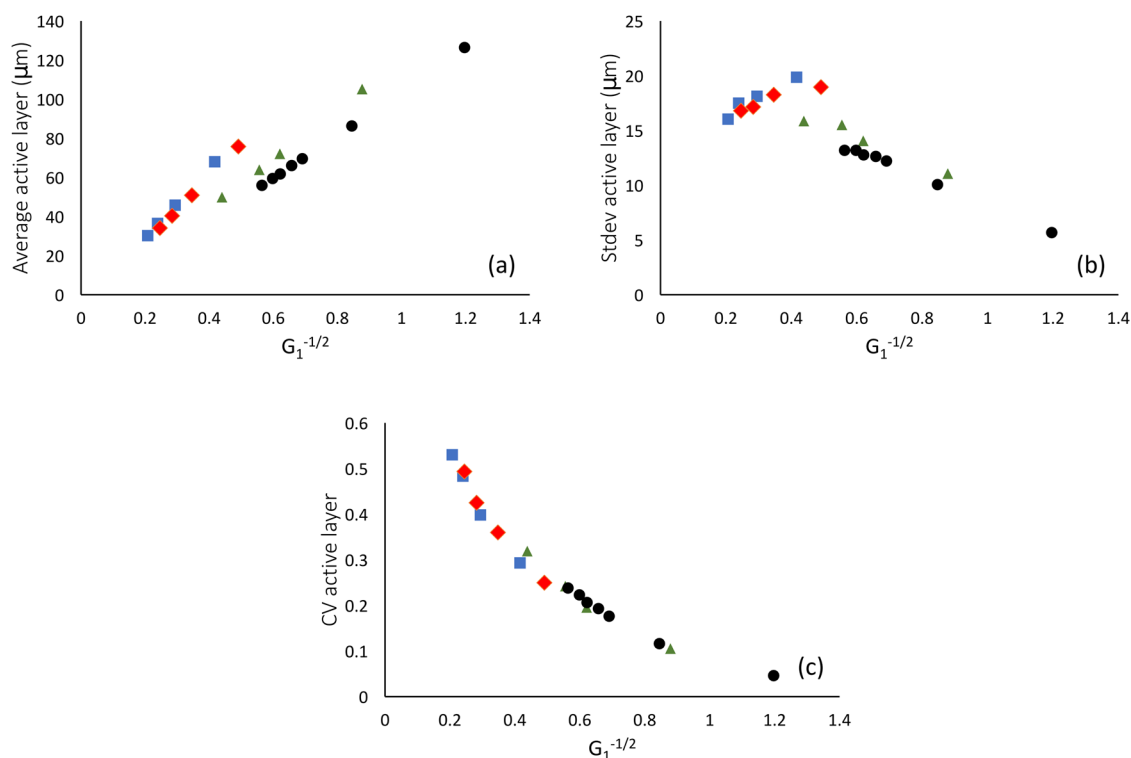 140
120
100
80
60
40
20
0
Average active layer (μm)
0 0.2 0.4 0.6 0.8 1 1.2 1.4
G₁⁻¹/²
(a)
25
20
15
10
5
0
Stdev active layer (μm)
0 0.2 0.4 0.6 0.8 1 1.2 1.4
G₁⁻¹/²
(b)
0.6
0.5
0.4
0.3
0.2
0.1
0
CV active layer
0 0.2 0.4 0.6 0.8 1 1.2 1.4
G₁⁻¹/²
(c)